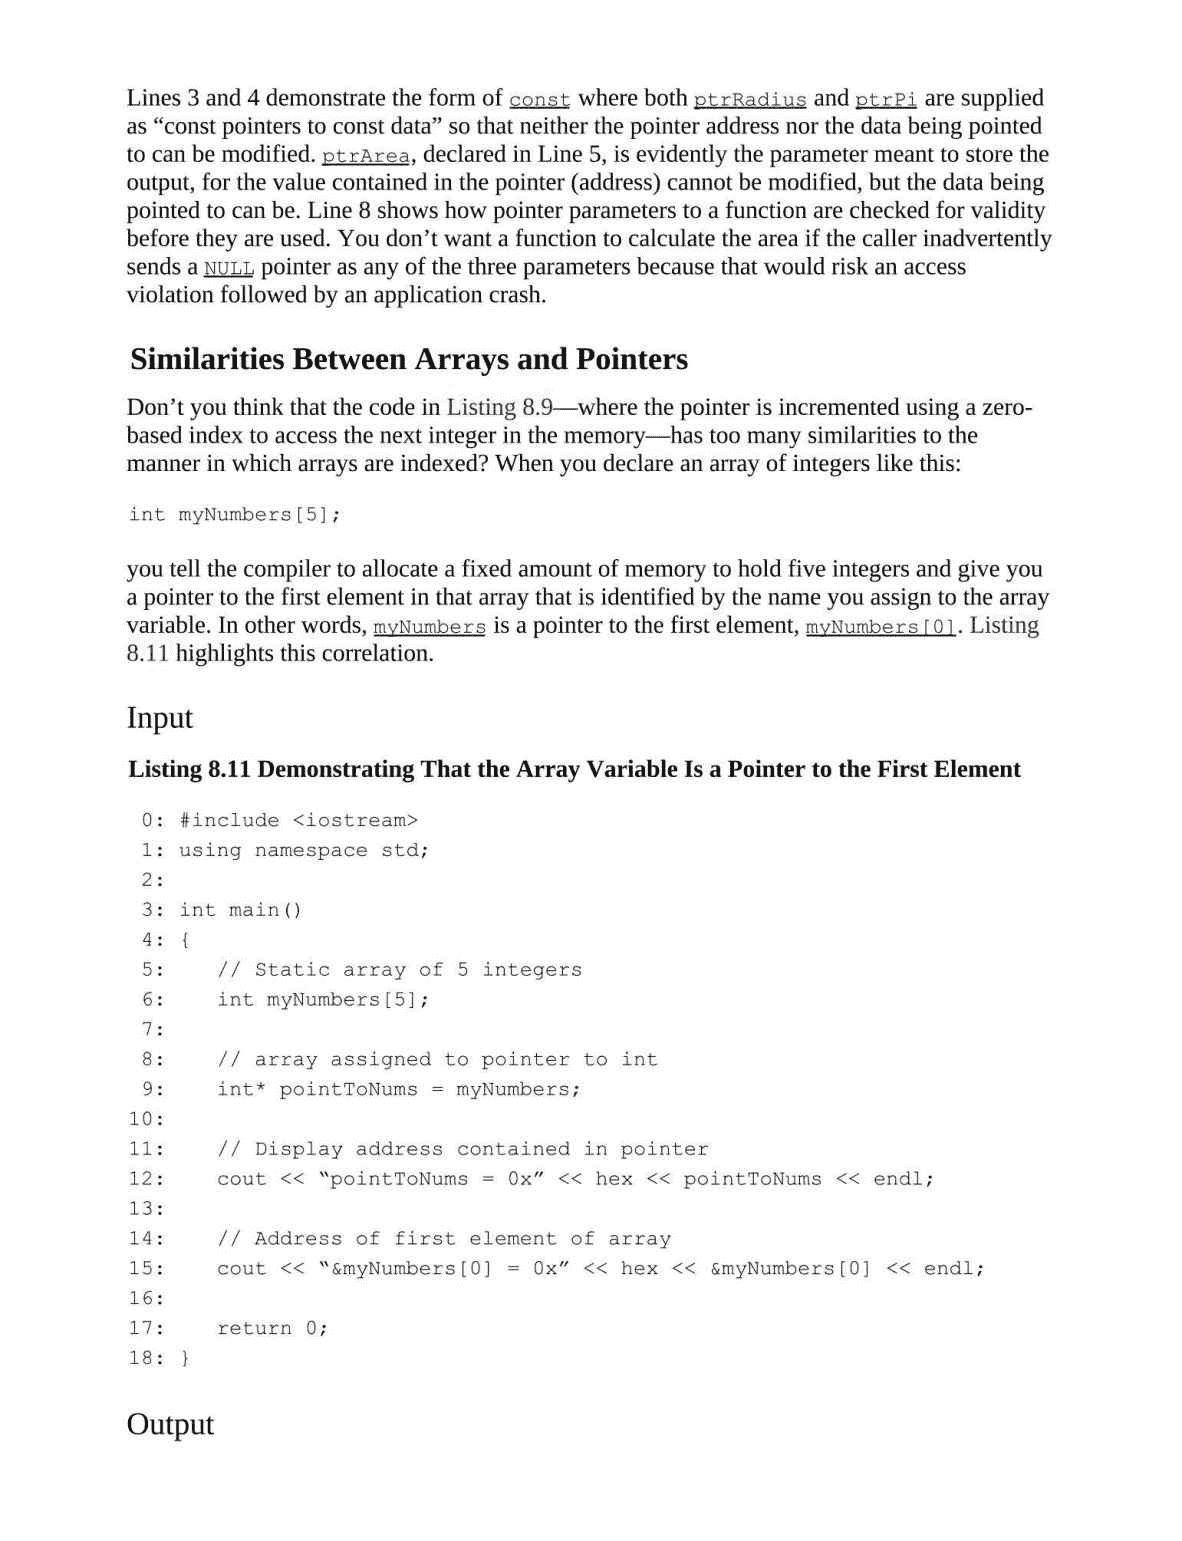 Lines 3 and 4 demonstrate the form of const where both ptrRadius and ptrPi are supplied
as “const pointers to const data” so that neither the pointer address nor the data being pointed
to can be modified. ptrArea, declared in Line 5, is evidently the parameter meant to store the
output, for the value contained in the pointer (address) cannot be modified, but the data being
pointed to can be. Line 8 shows how pointer parameters to a function are checked for validity
before they are used. You don’t want a function to calculate the area if the caller inadvertently
sends a NULL pointer as any of the three parameters because that would risk an access
violation followed by an application crash.
Similarities Between Arrays and Pointers
Don’t you think that the code in Listing 8.9—where the pointer is incremented using a zero-
based index to access the next integer in the memory—has too many similarities to the
manner in which arrays are indexed? When you declare an array of integers like this:
int myNumbers[5];
you tell the compiler to allocate a fixed amount of memory to hold five integers and give you
a pointer to the first element in that array that is identified by the name you assign to the array
variable. In other words, myNumbers is a pointer to the first element, myNumbers[0]. Listing
8.11 highlights this correlation.
Input
Listing 8.11 Demonstrating That the Array Variable Is a Pointer to the First Element
0: #include <iostream>
1: using namespace std;
2:
3: int main()
4: {
5:    // Static array of 5 integers
6:    int myNumbers[5];
7:
8:    // array assigned to pointer to int
9:    int* pointToNums = myNumbers;
10:
11:    // Display address contained in pointer
12:    cout << “pointToNums = 0x” << hex << pointToNums << endl;
13:
14:    // Address of first element of array
15:    cout << “&myNumbers[0] = 0x” << hex << &myNumbers[0] << endl;
16:
17:    return 0;
18: }
Output